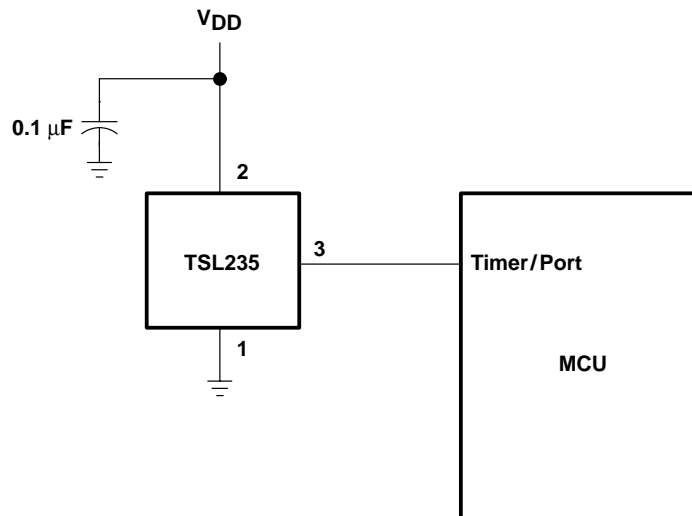 VDD
0.1 μF
2
TSL235
3
Timer/Port
1
MCU